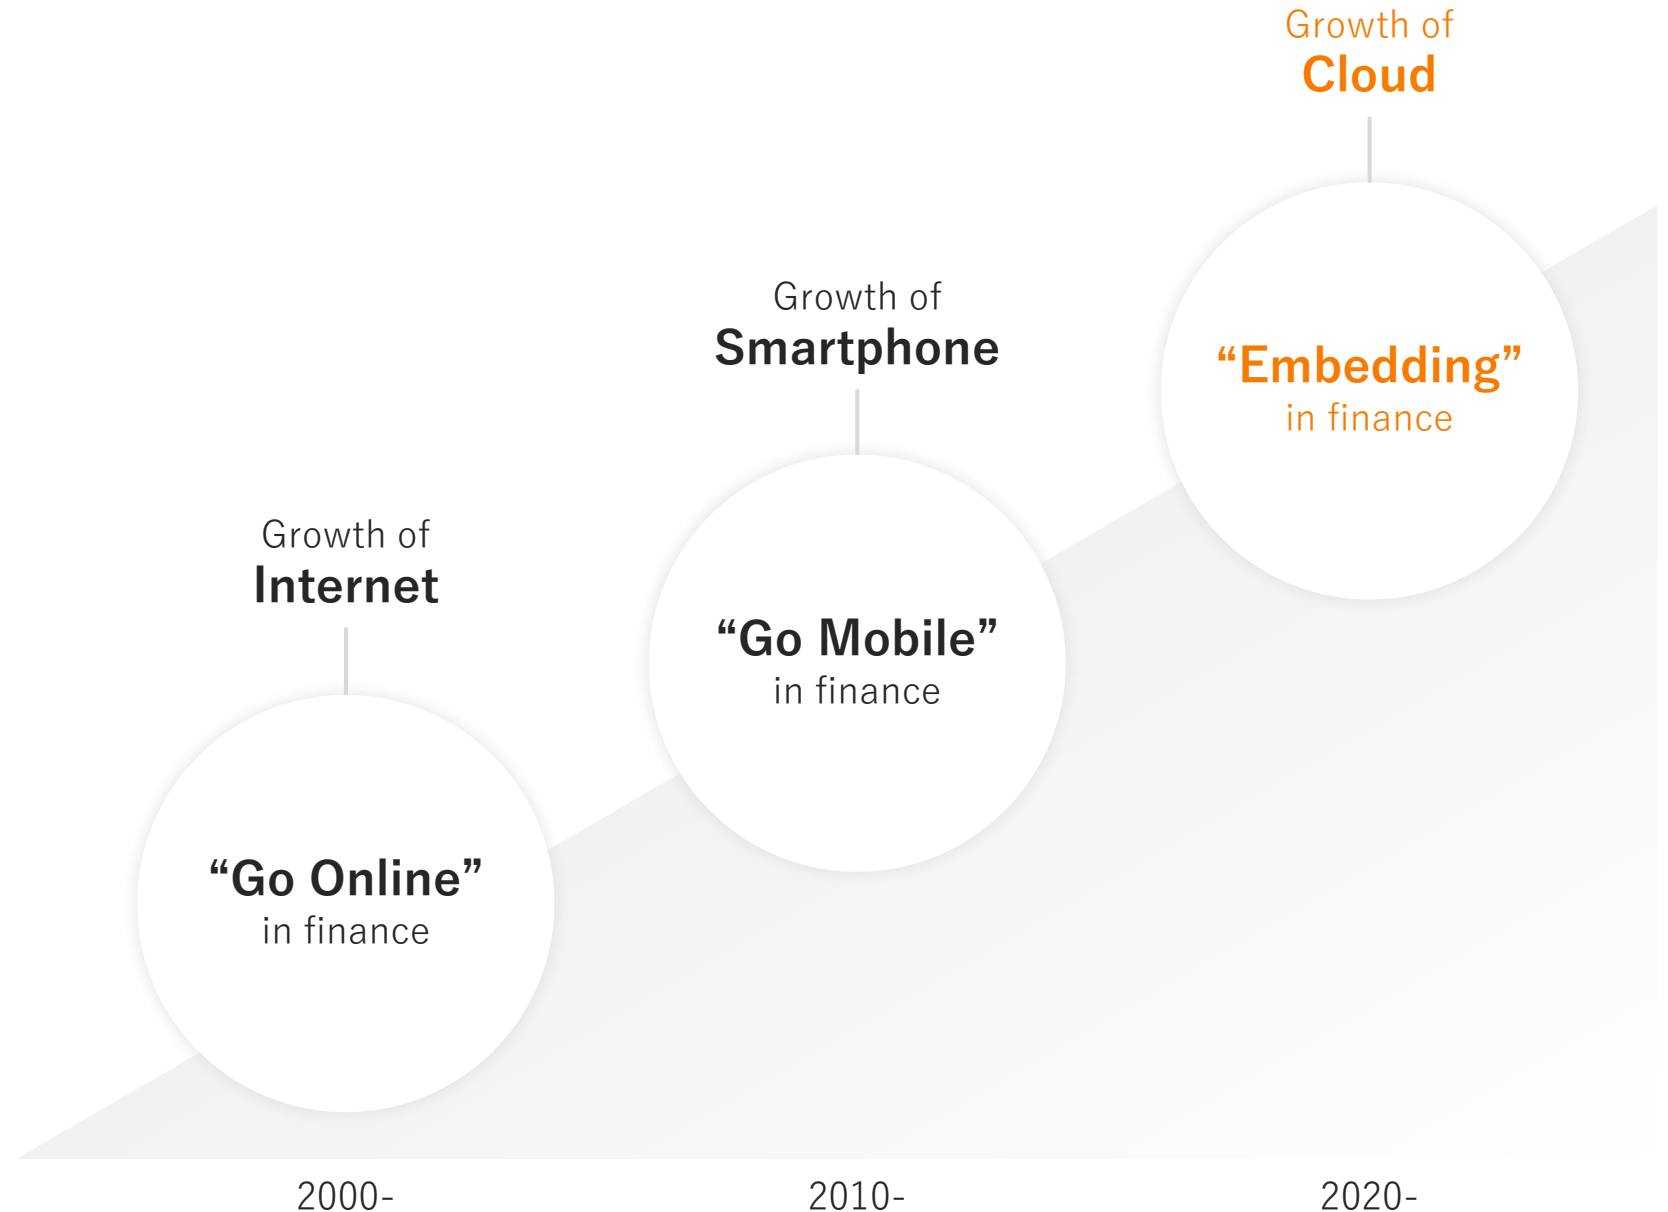 Growth of
Internet
“Go Online”
in finance
2000-
Growth of
Smartphone
“Go Mobile”
in finance
2010-
Growth of
Cloud
“Embedding”
in finance
2020-